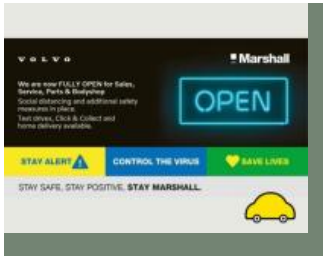 VOLVO
Marshall
We are now FULLY OPEN for Sales,
Service, Parts & Bodyshop
Social distancing and additional safety
measures in place.
Test drives, Click & Collect and
home delivery available.
OPEN
STAY ALERT
CONTROL THE VIRUS
SAVE LIVES
STAY SAFE, STAY POSITIVE, STAY MARSHALL.